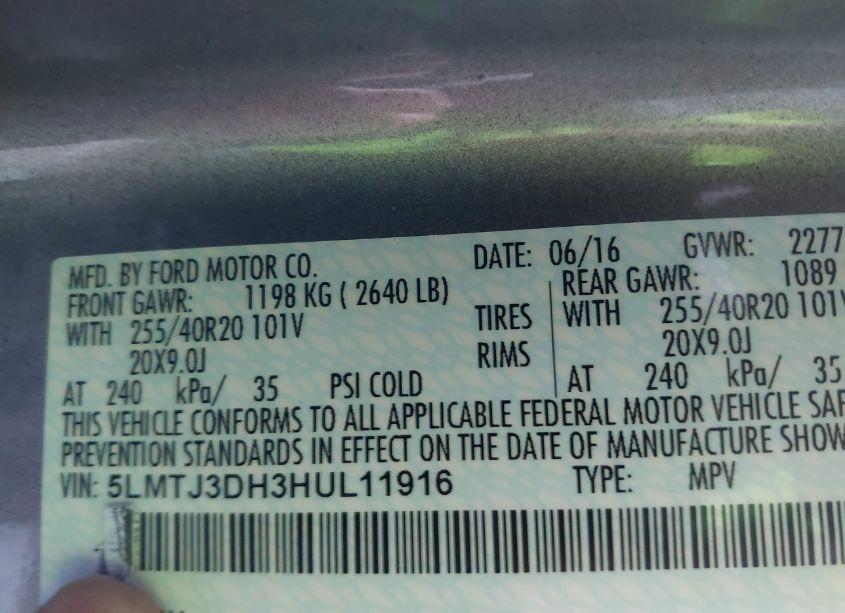 MFD. BY FORD MOTOR CO. DATE: 06/16 GVWR: 2277
FRONT GAWR: 1198 KG ( 2640 LB) REAR GAWR: 1089
WITH 255/40R20 101V TIRES WITH 255/40R20 101V
20X9.0J RIMS 20X9.0J
AT 240 kPa/ 35 PSI COLD AT 240 kPa/ 35
THIS VEHICLE CONFORMS TO ALL APPLICABLE FEDERAL MOTOR VEHICLE SAF
PREVENTION STANDARDS IN EFFECT ON THE DATE OF MANUFACTURE SHOW
VIN: 5LMTJ3DH3HUL11916 TYPE: MPV